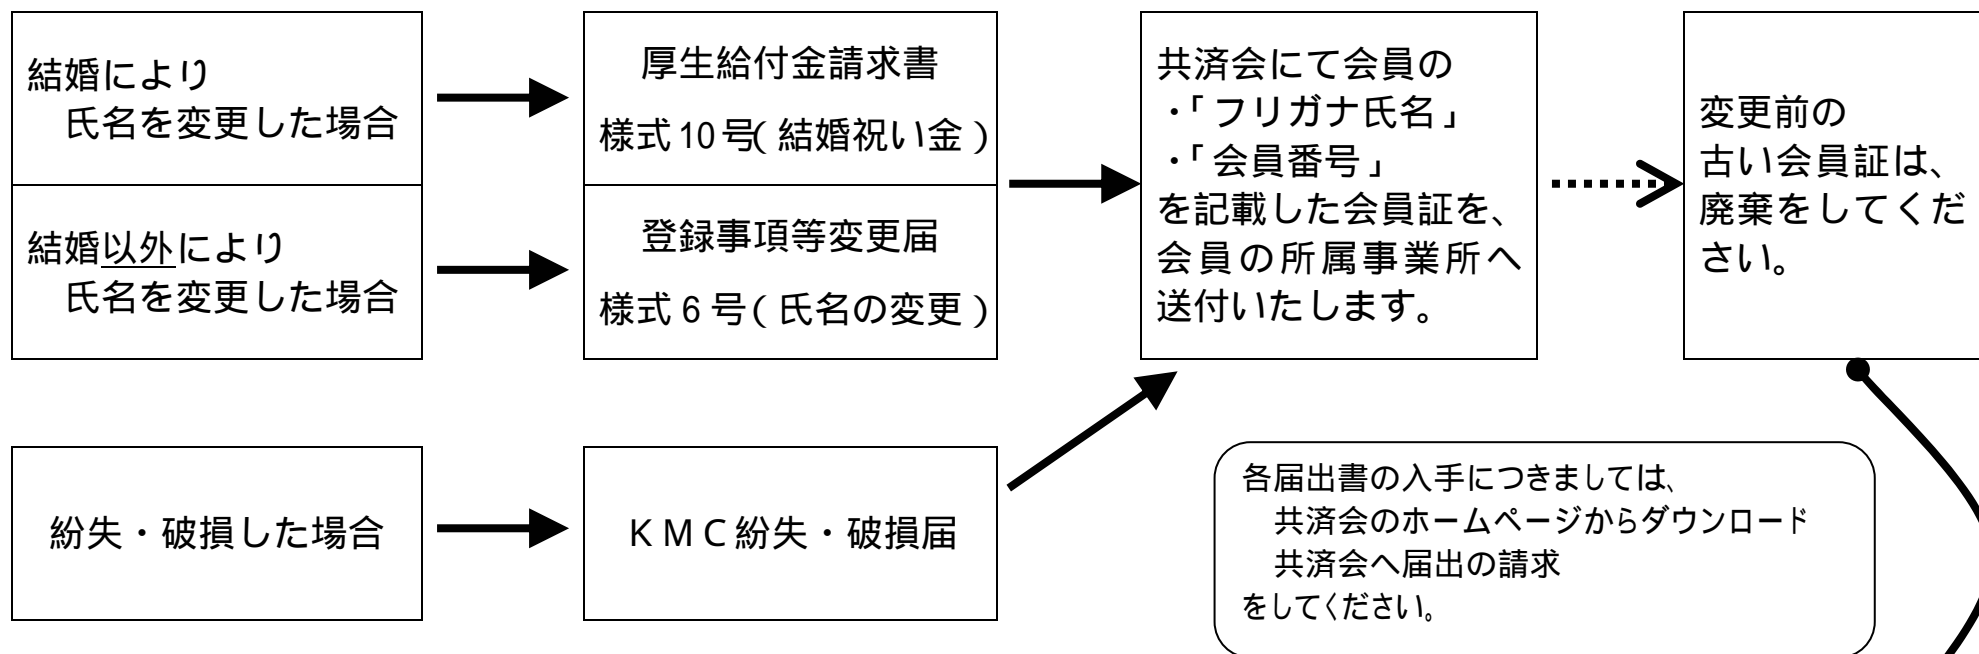 結婚により
氏名を変更した場合
厚生給付金請求書
様式10号(結婚祝い金)
結婚以外により
氏名を変更した場合
登録事項等変更届
様式6号(氏名の変更)
共済会にて会員の
・「フリガナ氏名」
・「会員番号」
を記載した会員証を、
会員の所属事業所へ
送付いたします。
変更前の
古い会員証は、
廃棄をしてくだ
さい。
紛失・破損した場合
KMC紛失・破損届
各届出書の入手につきましては、
共済会のホームページからダウンロード
共済会へ届出の請求
をしてください。